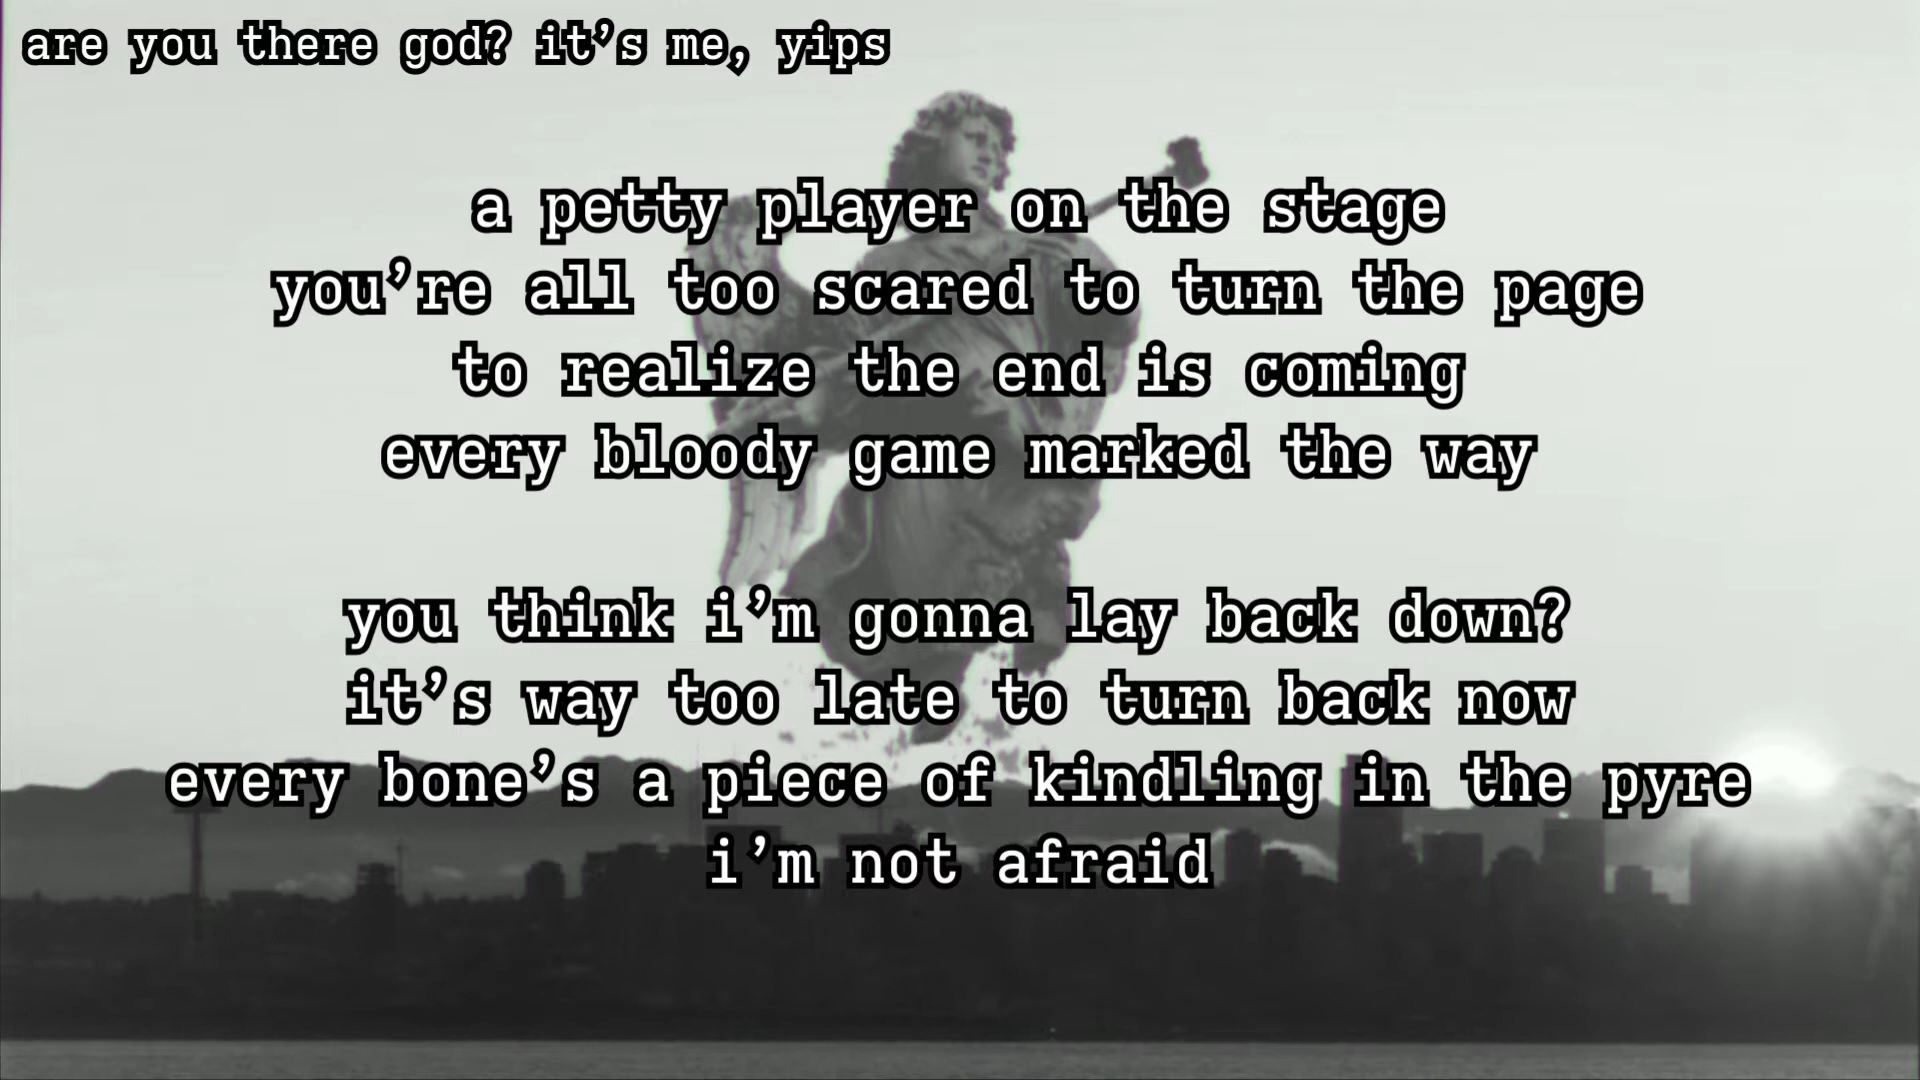 are you there god? it’s me, yips
a petty player on the stage
you’re all too scared to turn the page
to realize the end is coming
every bloody game marked the way
you think i’m gonna lay back down?
it’s way too late to turn back now
every bone’s a piece of kindling in the pyre
i’m not afraid